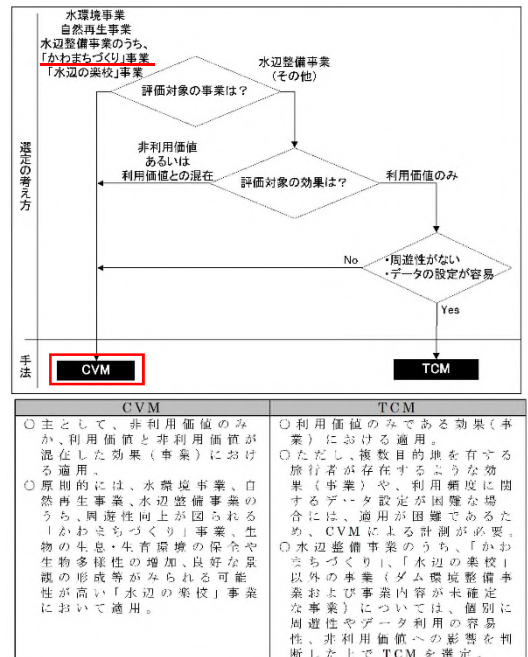 水環境事業
自然再生事業
水辺整備事業のうち、
「かわまちづくり」事業
「水辺の楽校」事業
水辺整備事業
(その他)
評価対象の事業は?
選定の考え方
非利用価値
あるいは
利用価値との混在
評価対象の効果は?
利用価値のみ
No
・周遊性がない
・データの設定が容易
Yes
手法
CVM
TCM
CVM
○主として、非利用価値のみ
か、利用価値と非利用価値が
混在した効果(事業)におけ
る適用。
○原則的には、水環境事業、自
然再生事業、水辺整備事業の
うち、周遊性向上が図られる
「かわまちづくり」事業、生
物の生息・生育環境の保全や
生物多様性の増加、良好な景
観の形成等がみられる可能
性が高い「水辺の楽校」事業
において適用。
TCM
○利用価値のみである効果(事
業)における適用。
○ただし、複数目的地を有する
旅行者が存在するような効
果(事業)や、利用頻度に関
するデータ設定が困難な場
合には、適用が困難であるた
め、CVMによる計測が必要。
○水辺整備事業のうち、「かわ
まちづくり」、「水辺の楽校」
以外の事業(ダム環境整備事
業および事業内容が未確定
な事業)については、個別に
周遊性やデータ利用の容易
性、非利用価値への影響を判
断した上でTCMを選定。